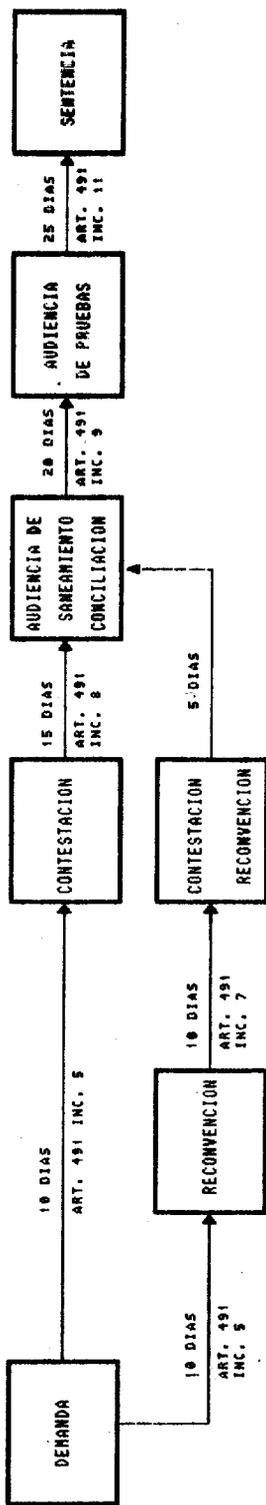 DEMANDA
10 DIAS
ART. 491 INC. 5
CONTESTACION
15 DIAS
ART. 491
INC. 8
AUDIENCIA DE
SANEAMIENTO
CONCILIACION
20 DIAS
ART. 491
INC. 9
AUDIENCIA
DE PRUEBAS
25 DIAS
ART. 491
INC. 11
SENTENCIA
10 DIAS
ART. 491
INC. 5
RECONVENCION
10 DIAS
ART. 491
INC. 7
CONTESTACION
RECONVENCION
5 DIAS